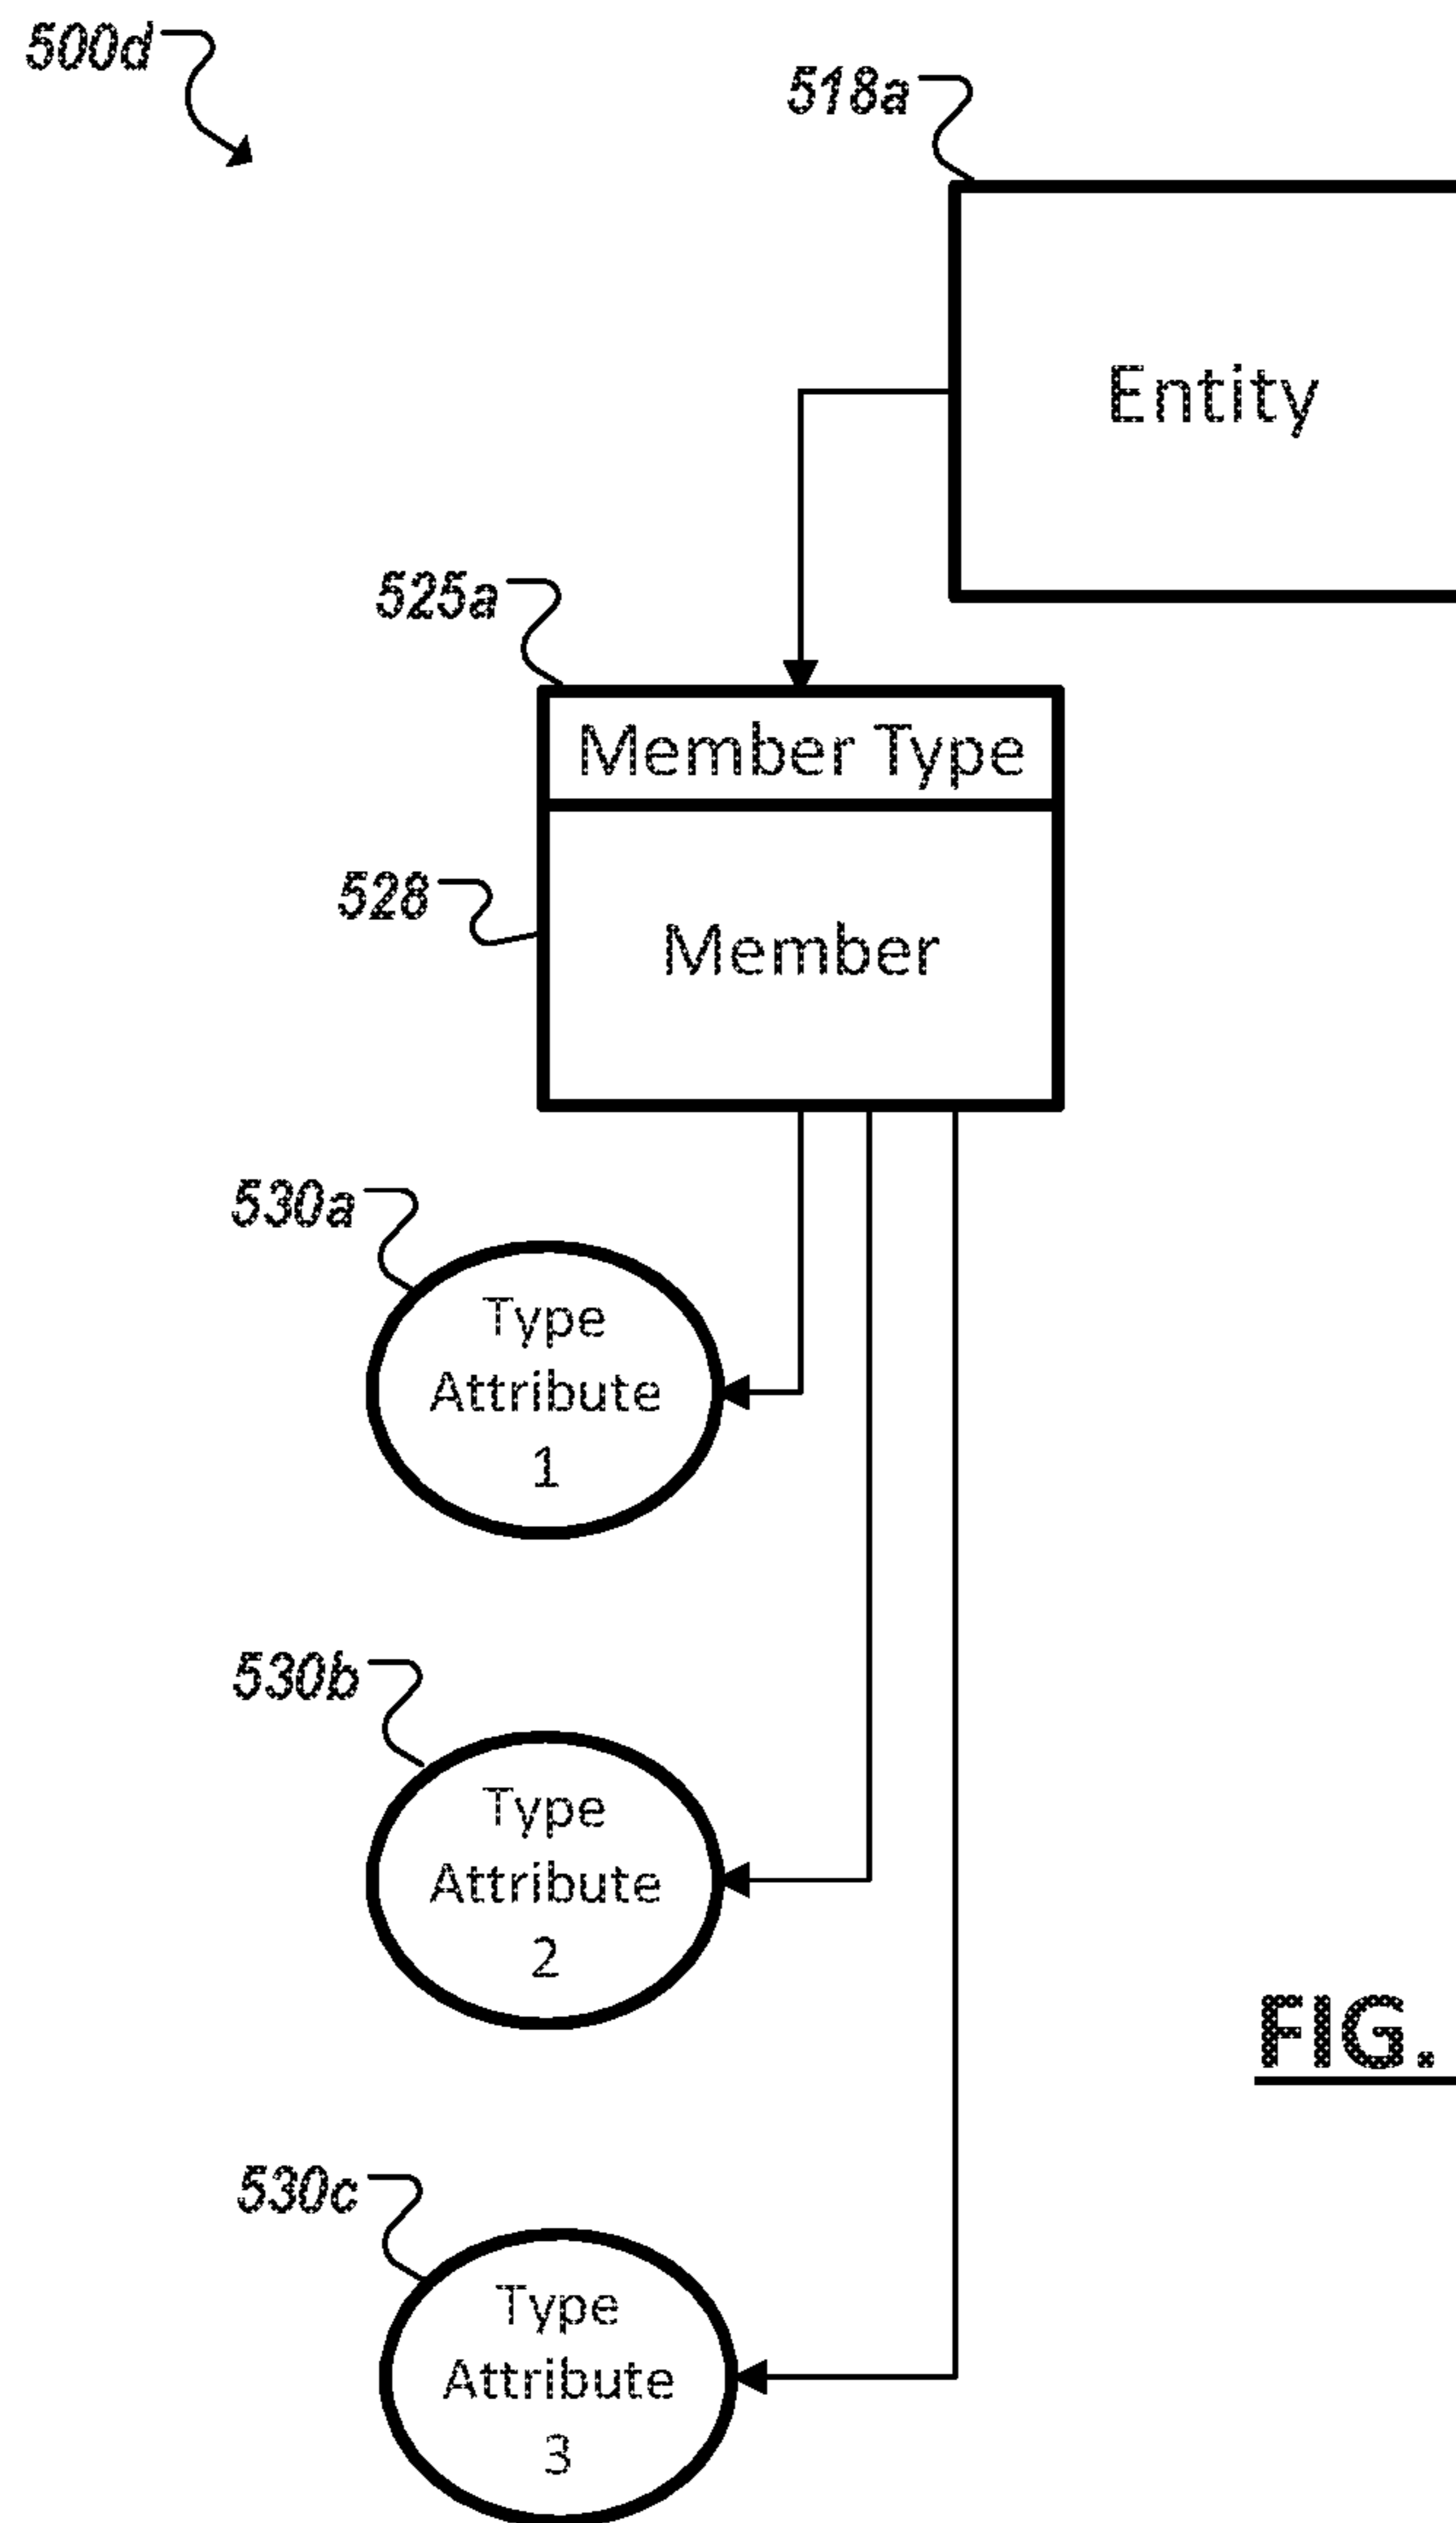 500d
518a
Entity
525a
Member Type
528
Member
530a
Type
Attribute
1
530b
Type
Attribute
2
FIG.
530c
Type
Attribute
3